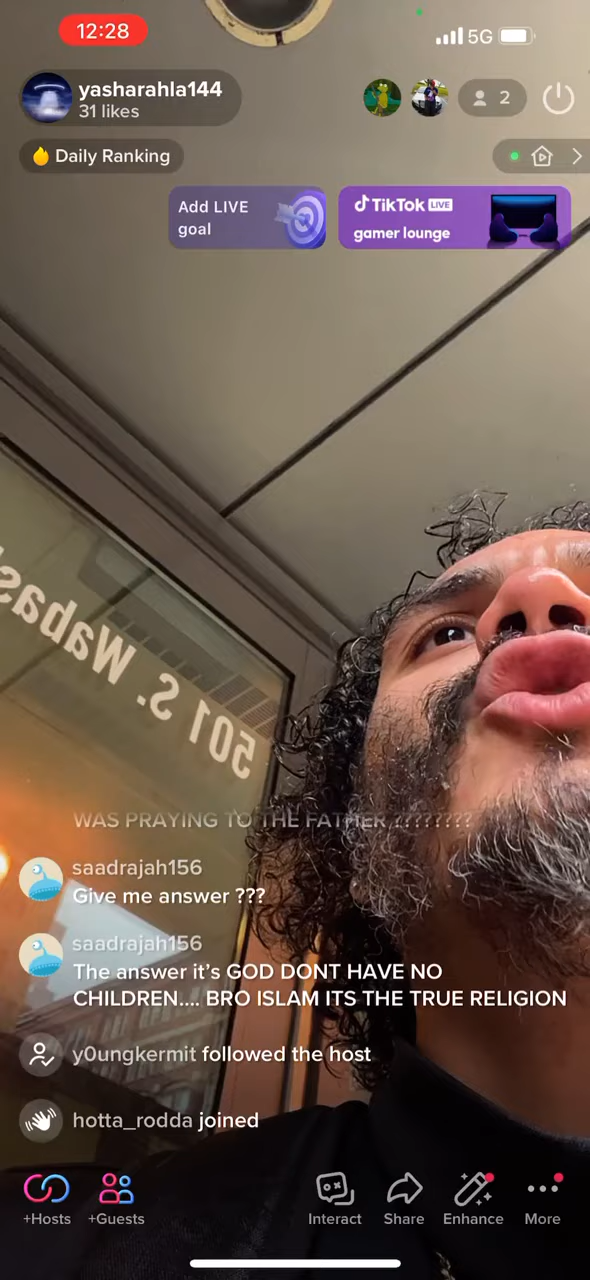 12:28
5G
yasharahla144
31 likes
2
Daily Ranking
Add LIVE
goal
TikTok LIVE
gamer lounge
501 S. Wabas
WAS PRAYING TO THE FATHER ????????
saadrajah156
Give me answer ???
saadrajah156
The answer it's GOD DONT HAVE NO
CHILDREN.... BRO ISLAM ITS THE TRUE RELIGION
y0ungkermit followed the host
hotta_rodda joined
+Hosts
+Guests
Interact
Share
Enhance
More